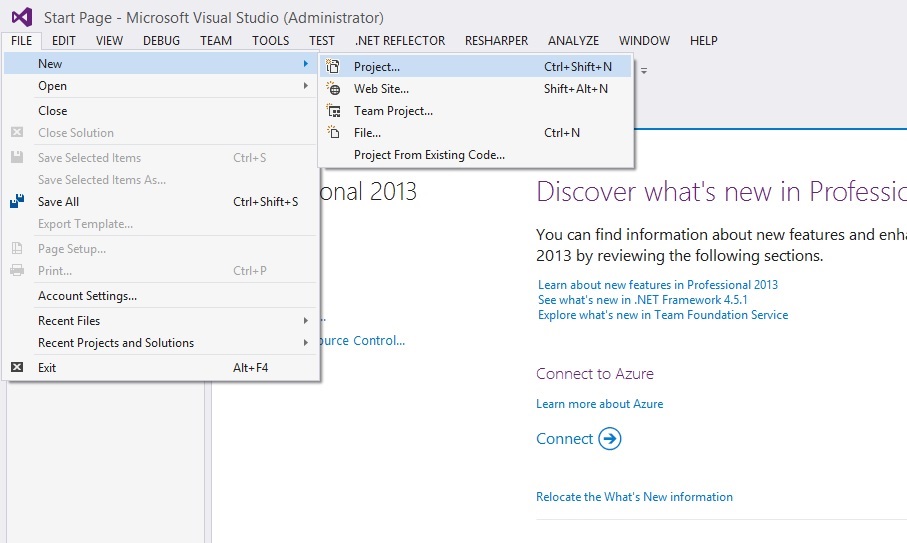 Start Page - Microsoft Visual Studio (Administrator)
FILE EDIT VIEW DEBUG TEAM TOOLS TEST .NET REFLECTOR RESHARPER ANALYZE WINDOW HELP
New
Open
Close
Close Solution
Save Selected Items Ctrl+S
Save Selected Items As...
Save All Ctrl+Shift+S
Export Template...
Page Setup...
Print... Ctrl+P
Account Settings...
Recent Files
Recent Projects and Solutions
Exit Alt+F4
Project... Ctrl+Shift+N
Web Site... Shift+Alt+N
Team Project...
File... Ctrl+N
Project From Existing Code...
onal 2013
...
ource Control...
Discover what's new in Professio
You can find information about new features and enha
2013 by reviewing the following sections.
Learn about new features in Professional 2013
See what's new in .NET Framework 4.5.1
Explore what's new in Team Foundation Service
Connect to Azure
Learn more about Azure
Connect
Relocate the What's New information